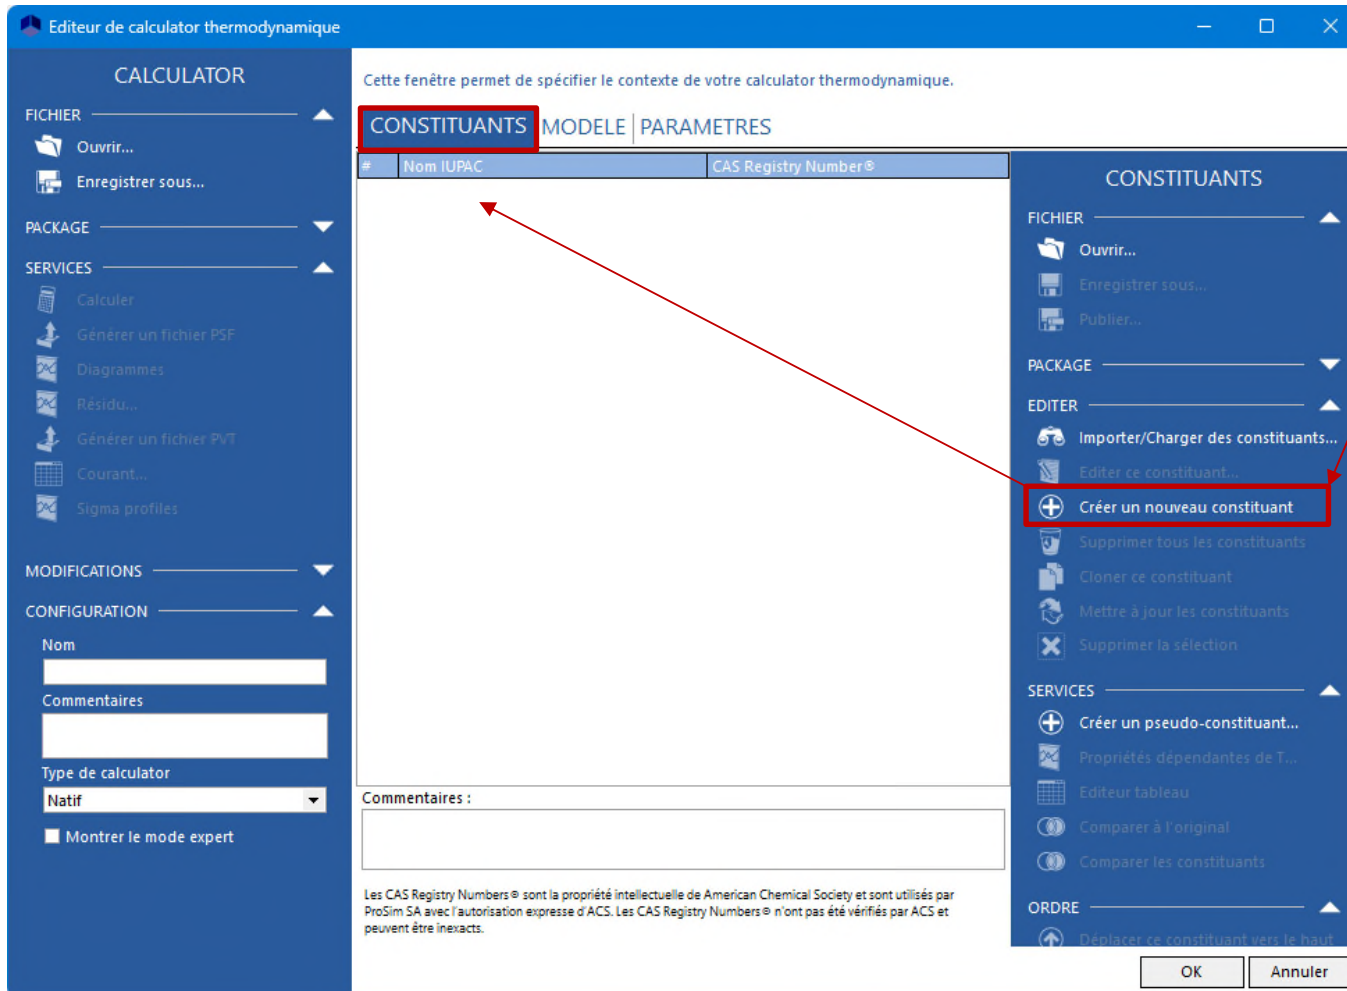 Editeur de calculator thermodynamique
CALCULATOR
FICHIER
Ouvrir...
Enregistrer sous...
PACKAGE
SERVICES
Calculer
Générer un fichier PSF
Diagrammes
Résidu...
Générer un fichier PVT
Courant...
Sigma profiles
MODIFICATIONS
CONFIGURATION
Nom
Commentaires
Type de calculator
Natif
Montrer le mode expert
Cette fenêtre permet de spécifier le contexte de votre calculator thermodynamique.
CONSTITUANTS MODELE PARAMETRES
# Nom IUPAC CAS Registry Number®
Commentaires :
Les CAS Registry Numbers® sont la propriété intellectuelle de American Chemical Society et sont utilisés par
ProSim SA avec l'autorisation expresse d'ACS. Les CAS Registry Numbers® n'ont pas été vérifiés par ACS et
peuvent être inexacts.
CONSTITUANTS
FICHIER
Ouvrir...
Enregistrer sous...
Publier...
PACKAGE
EDITER
Importer/Charger des constituants...
Editer ce constituant...
Créer un nouveau constituant
Supprimer tous les constituants
Cloner ce constituant
Mettre à jour les constituants
Supprimer la sélection
SERVICES
Créer un pseudo-constituant...
Propriétés dépendantes de T...
Editeur tableau
Comparer à l'original
Comparer les constituants
ORDRE
Déplacer ce constituant vers le haut
OK Annuler